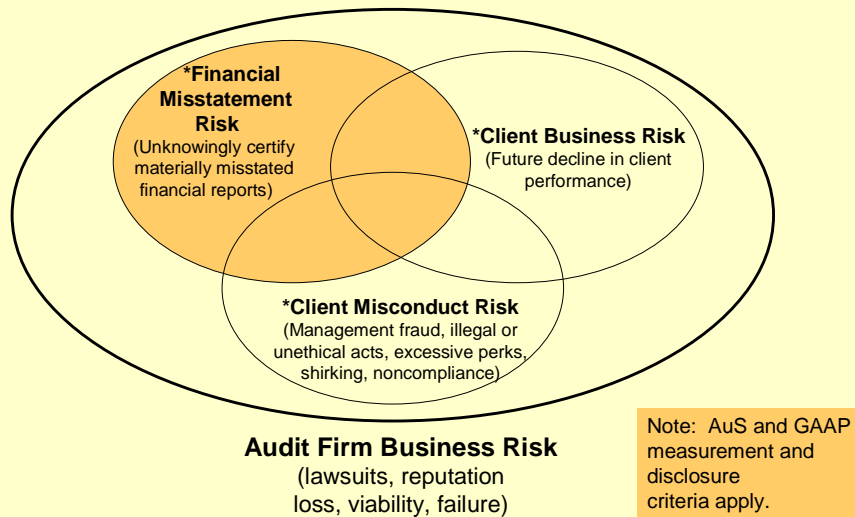 *Financial
Misstatement
Risk
(Unknowingly certify
materially misstated
financial reports)
*Client Business Risk
(Future decline in client
performance)
*Client Misconduct Risk
(Management fraud, illegal or
unethical acts, excessive perks,
shirking, noncompliance)
Audit Firm Business Risk
(lawsuits, reputation
loss, viability, failure)
Note: AuS and GAAP
measurement and
disclosure
criteria apply.